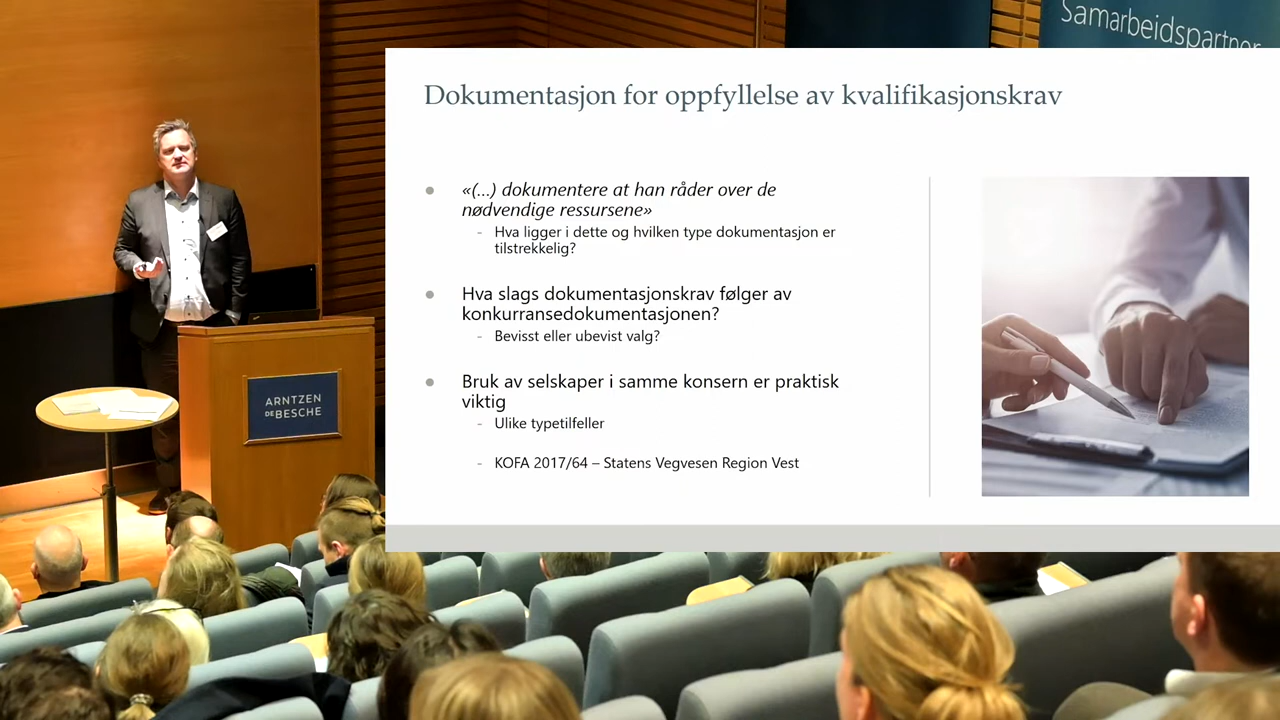 Samarbeidspartner
Dokumentasjon for oppfyllelse av kvalifikasjonskrav
«(...) dokumentere at han råder over de
nødvendige ressursene»
- Hva ligger i dette og hvilken type dokumentasjon er
tilstrekkelig?
Hva slags dokumentasjonskrav følger av
konkurransedokumentasjonen?
- Bevisst eller ubevist valg?
Bruk av selskaper i samme konsern er praktisk
viktig
- Ulike typetilfeller
- KOFA 2017/64 – Statens Vegvesen Region Vest
ARNTZEN
DEBESCHE